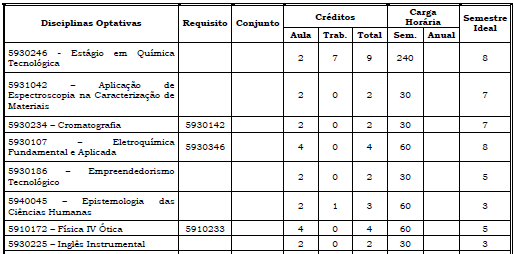 Disciplinas Optativas Requisito Conjunto Créditos Carga Horária Semestre Ideal
Aula Trab. Total Sem. Anual
5930246 - Estágio em Química
Tecnológica 2 7 9 240 8
5931042 – Aplicação de
Espectroscopia na Caracterização de
Materiais 2 0 2 30 7
5930234 – Cromatografia 5930142 2 0 2 30 7
5930107 – Eletroquímica
Fundamental e Aplicada 5930346 4 0 4 60 8
5930186 – Empreendedorismo
Tecnológico 2 0 2 30 5
5940045 – Epistemologia das
Ciências Humanas 2 1 3 60 3
5910172 – Física IV Ótica 5910233 4 0 4 60 5
5930225 – Inglês Instrumental 2 0 2 30 3